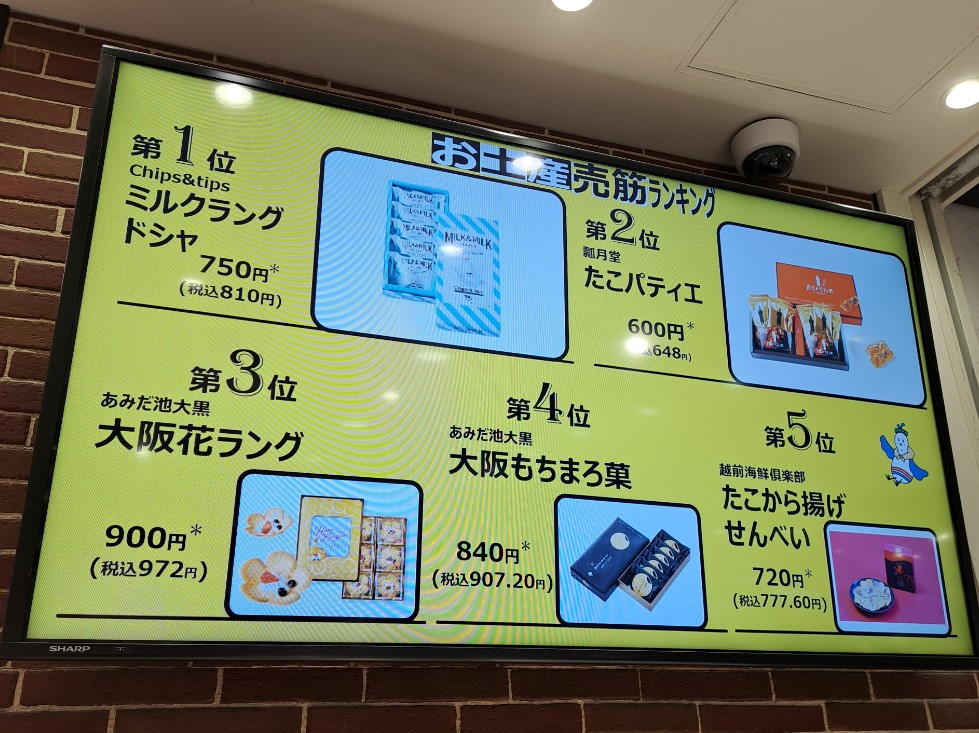 お土産売筋ランキング
第1位
Chips&tips
ミルクラング
ドシャ
750円*
(税込810円)
MILK&MILK
第2位
瓢月堂
たこパティエ
600円*
648円)
第3位
あみだ池大黒
大阪花ラング
900円*
(税込972円)
第4位
あみだ池大黒
大阪もちまろ菓
840円*
(税込907.20円)
第5位
越前海鮮倶楽部
たこから揚げ
せんべい
720円*
(税込777.60円)
SHARP